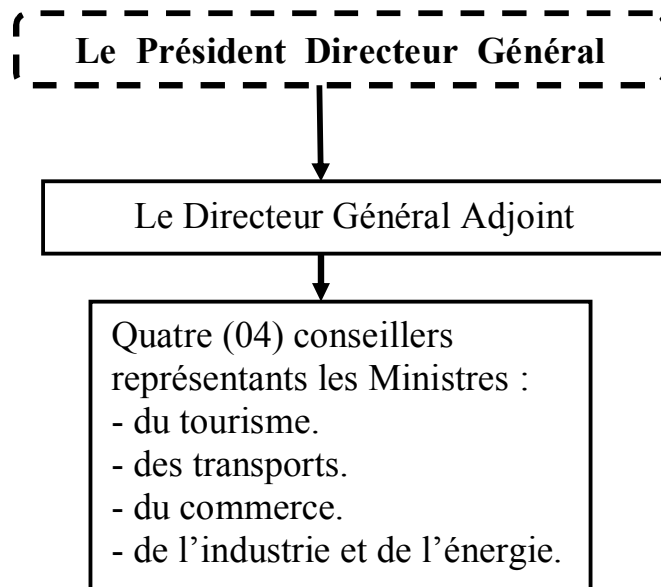 Le Président Directeur Général
Le Directeur Général Adjoint
Quatre (04) conseillers
représentants les Ministres :
- du tourisme.
- des transports.
- du commerce.
- de l’industrie et de l’énergie.